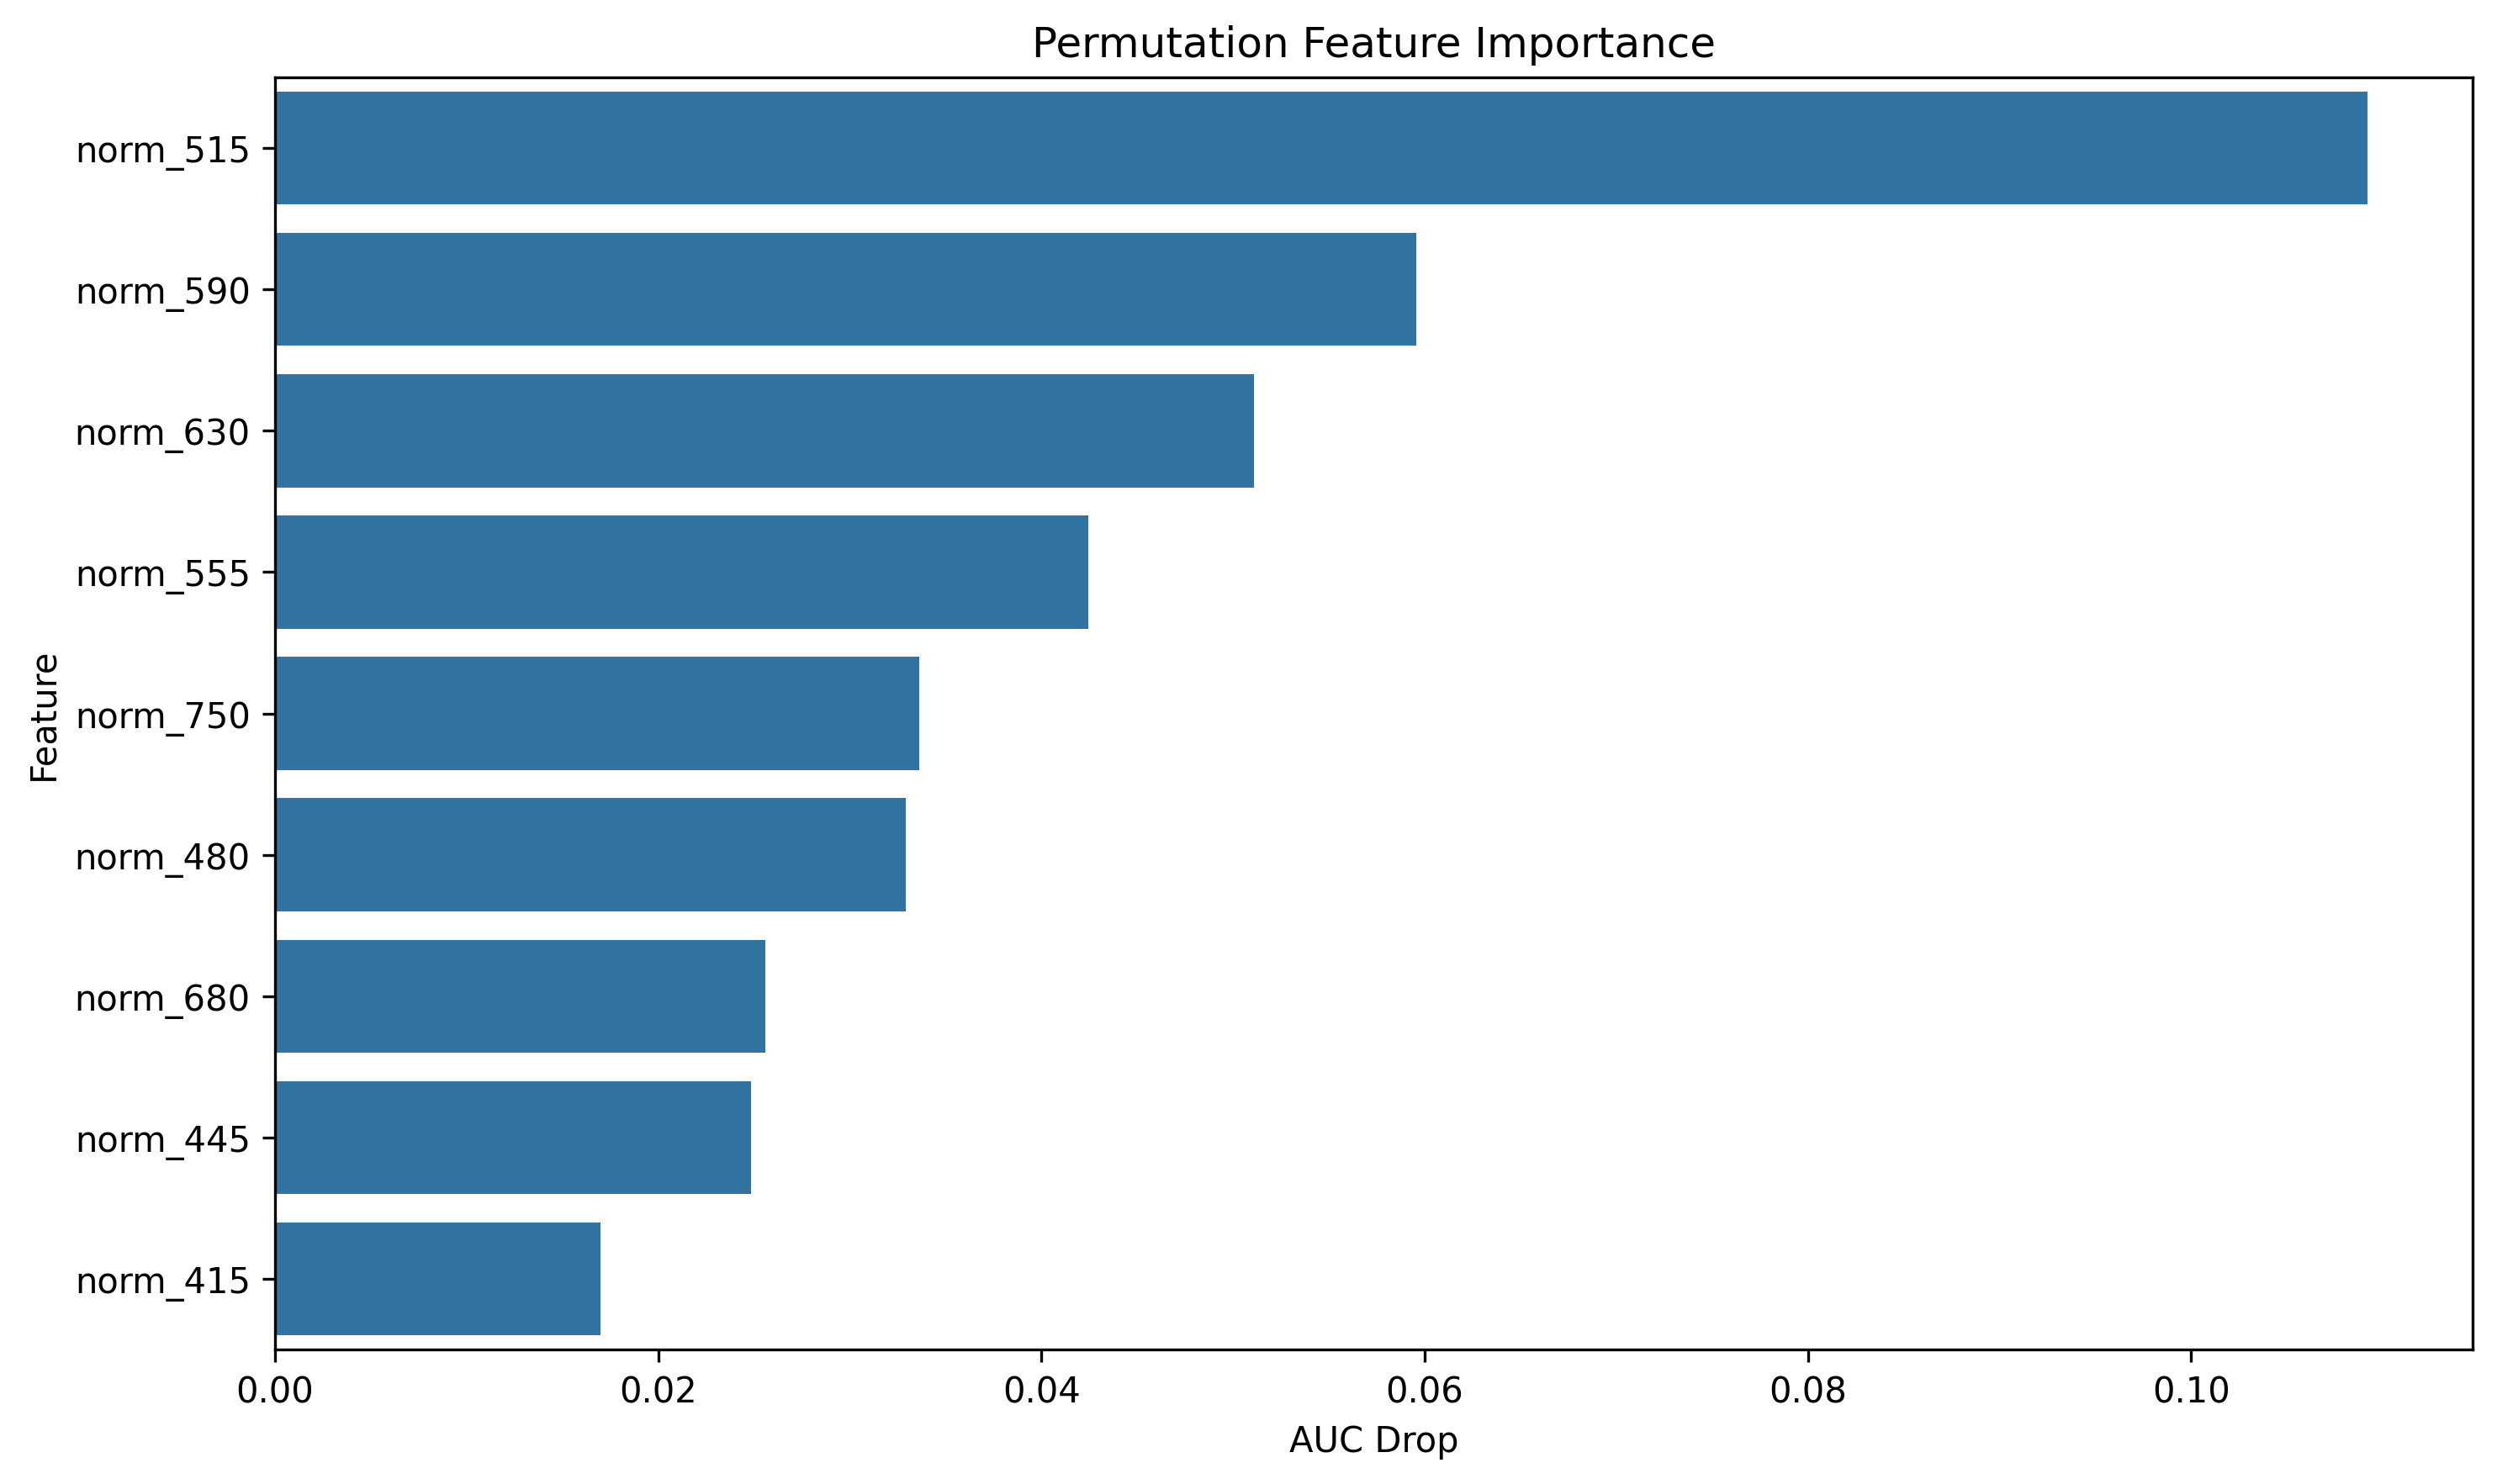 Permutation Feature Importance
norm_515
norm_590
norm_630
norm_555
norm_750
norm_480
norm_680
norm_445
norm_415
Feature
0.00 0.02 0.04 0.06 0.08 0.10
AUC Drop